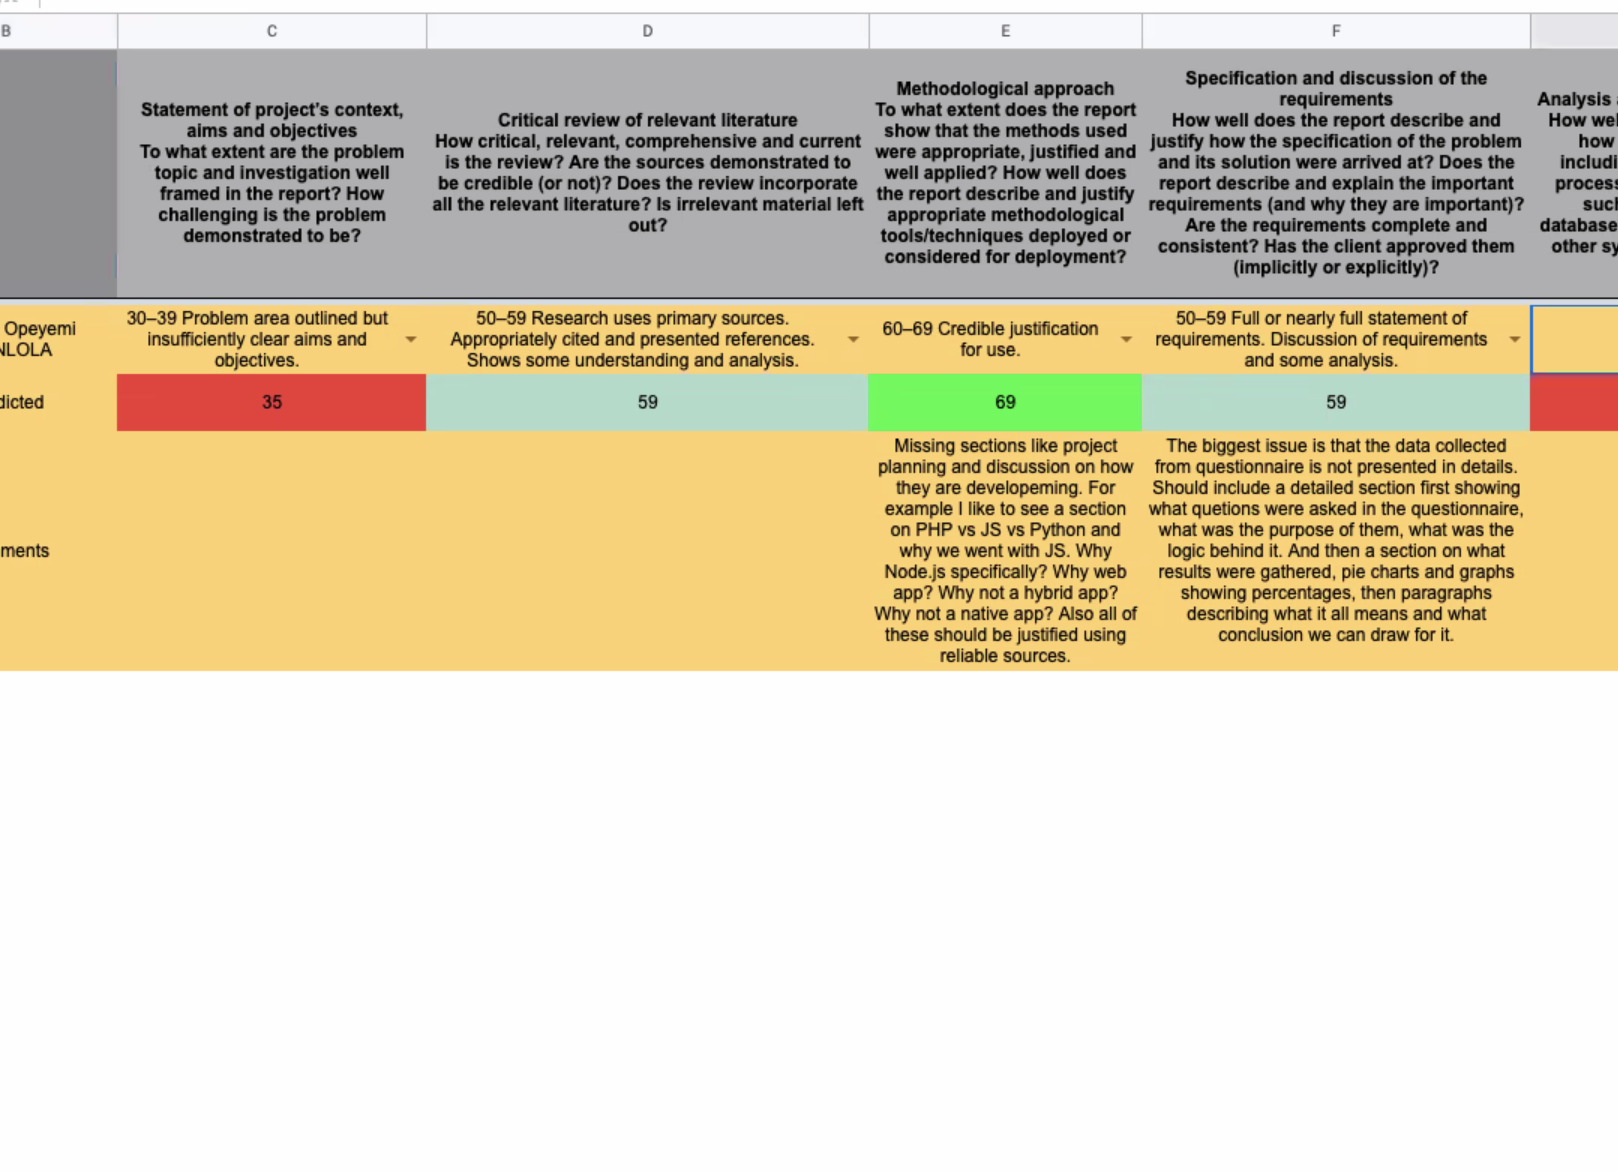 B
C
D
E
F
Statement of project's context,
aims and objectives
To what extent are the problem
topic and investigation well
framed in the report? How
challenging is the problem
demonstrated to be?
Critical review of relevant literature
How critical, relevant, comprehensive and current
is the review? Are the sources demonstrated to
be credible (or not)? Does the review incorporate
all the relevant literature? Is irrelevant material left
out?
Methodological approach
To what extent does the report
show that the methods used
were appropriate, justified and
well applied? How well does
the report describe and justify
appropriate methodological
tools/techniques deployed or
considered for deployment?
Specification and discussion of the
requirements
How well does the report describe and
justify how the specification of the problem
and its solution were arrived at? Does the
report describe and explain the important
requirements (and why they are important)?
Are the requirements complete and
consistent? Has the client approved them
(implicitly or explicitly)?
Analysis
How wel
how
includi
proces
such
database
other sy
Opeyemi
NLOLA
30–39 Problem area outlined but
insufficiently clear aims and
objectives.
50–59 Research uses primary sources.
Appropriately cited and presented references.
Shows some understanding and analysis.
60–69 Credible justification
for use.
50–59 Full or nearly full statement of
requirements. Discussion of requirements
and some analysis.
dicted
35
59
69
59
ments
Missing sections like project
planning and discussion on how
they are developeming. For
example I like to see a section
on PHP vs JS vs Python and
why we went with JS. Why
Node.js specifically? Why web
app? Why not a hybrid app?
Why not a native app? Also all of
these should be justified using
reliable sources.
The biggest issue is that the data collected
from questionnaire is not presented in details.
Should include a detailed section first showing
what quetions were asked in the questionnaire,
what was the purpose of them, what was the
logic behind it. And then a section on what
results were gathered, pie charts and graphs
showing percentages, then paragraphs
describing what it all means and what
conclusion we can draw for it.